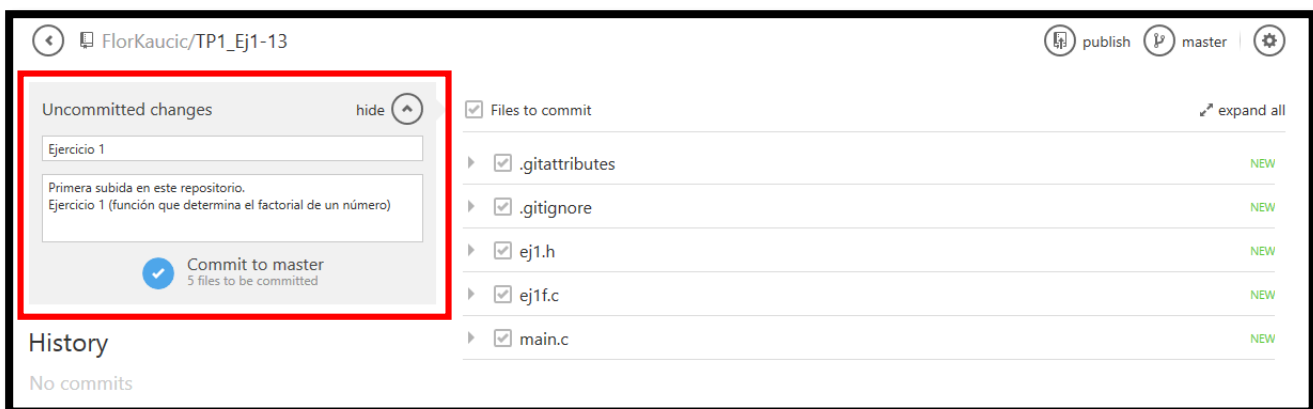 FlorKaucic/TP1_Ej1-13
publish
master
Uncommitted changes
hide
Ejercicio 1
Primera subida en este repositorio.
Ejercicio 1 (función que determina el factorial de un número)
Commit to master
5 files to be committed
History
No commits
Files to commit
expand all
.gitattributes
NEW
.gitignore
NEW
ej1.h
NEW
ej1f.c
NEW
main.c
NEW